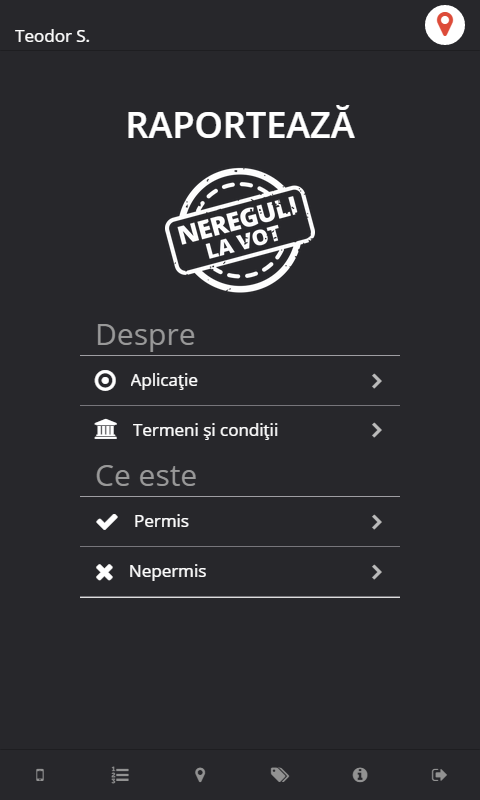 Teodor S.
RAPORTEAZĂ
NEREGULI
LA VOT
Despre
Aplicaţie
Termeni şi condiţii
Ce este
Permis
Nepermis